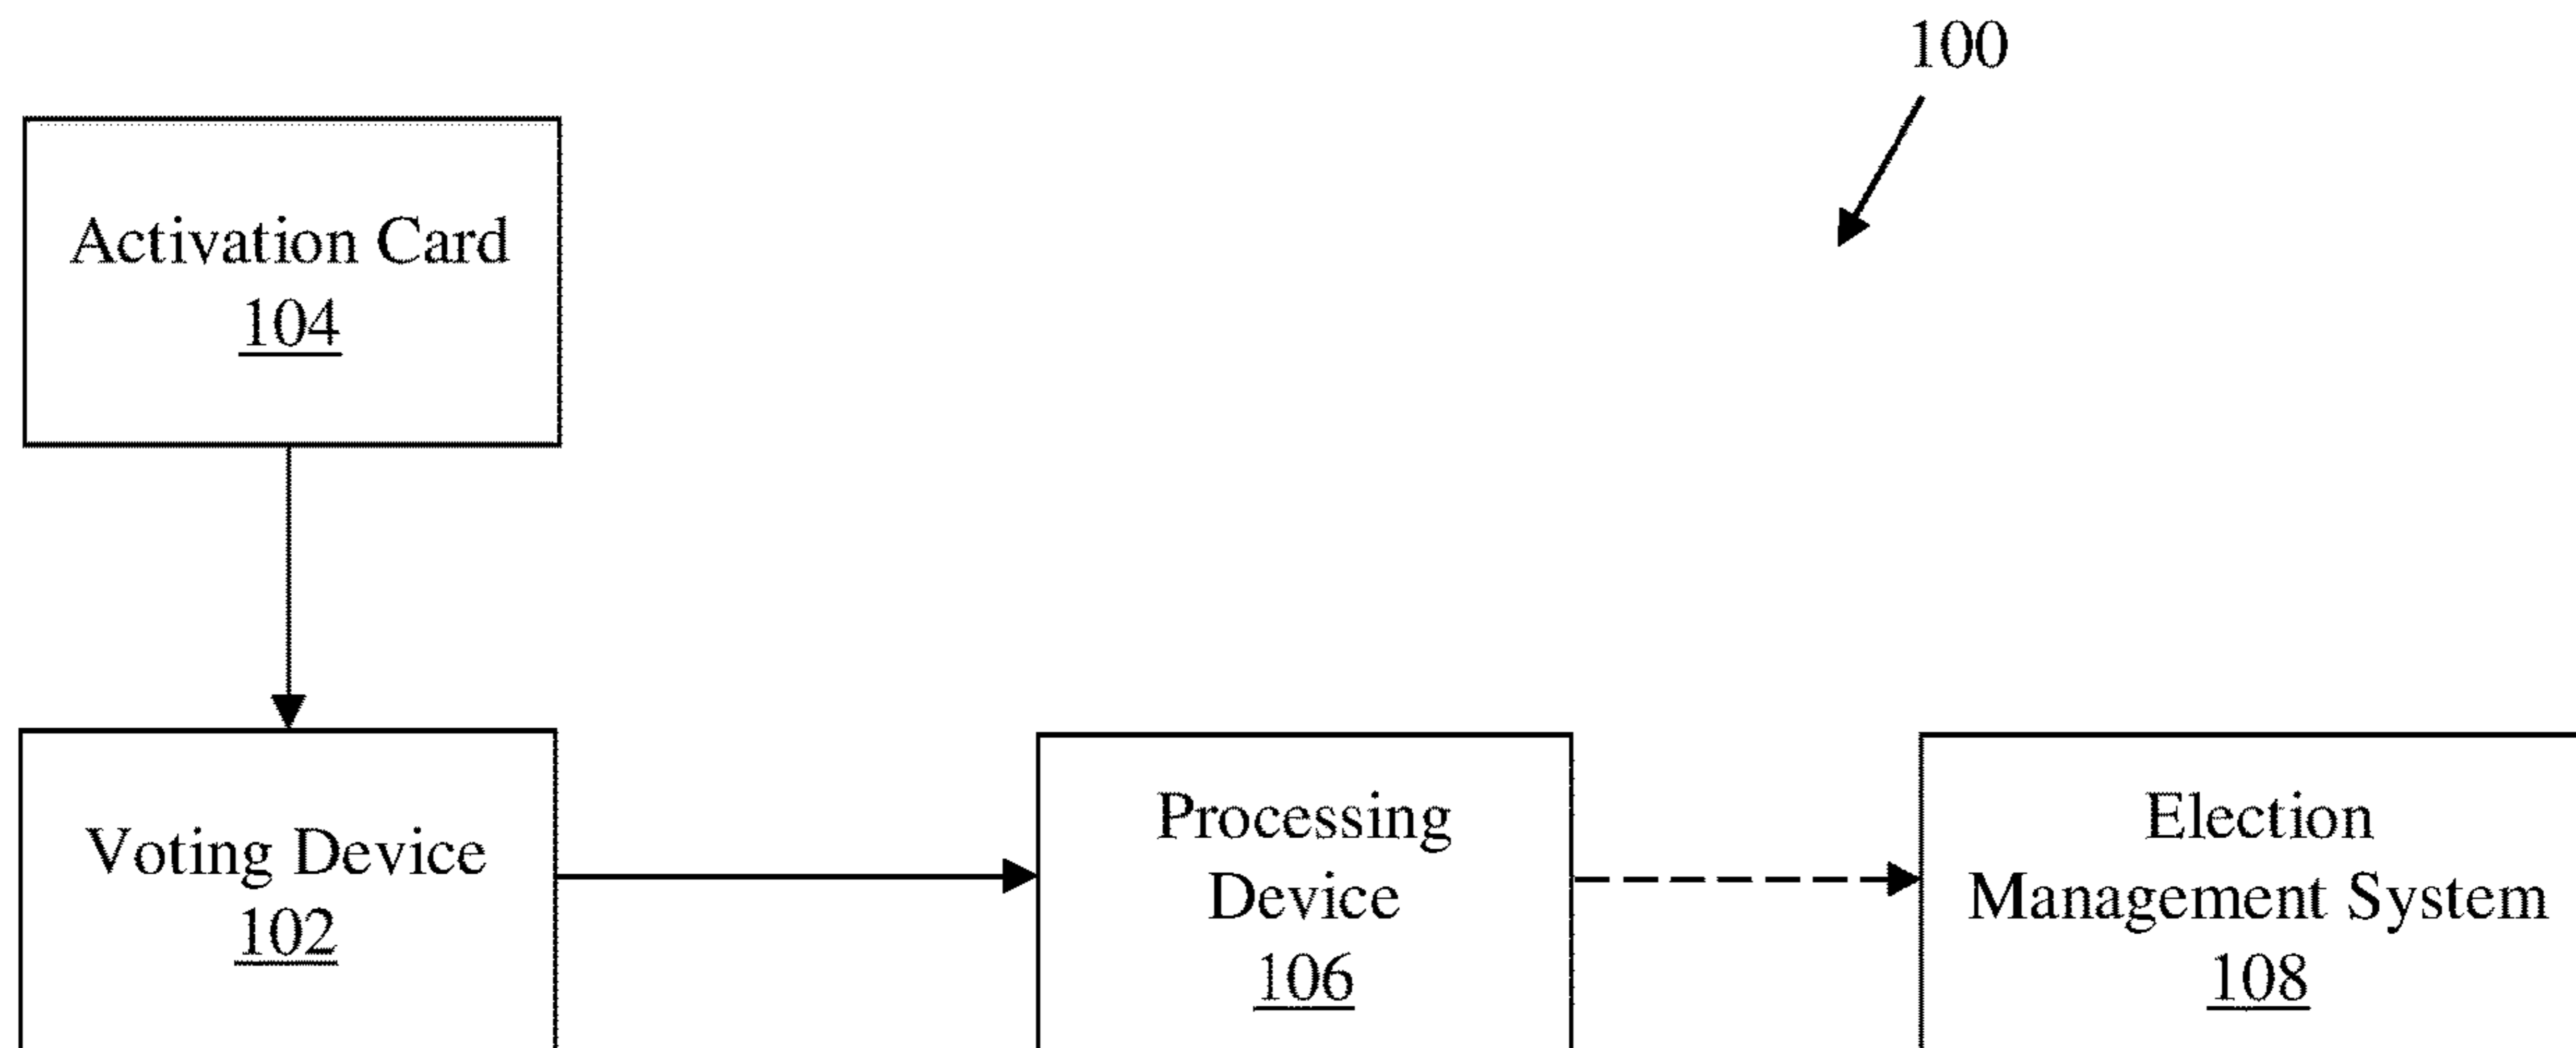 100
Activation Card
104
Voting Device
102
Processing
Device
106
Election
Management System
108